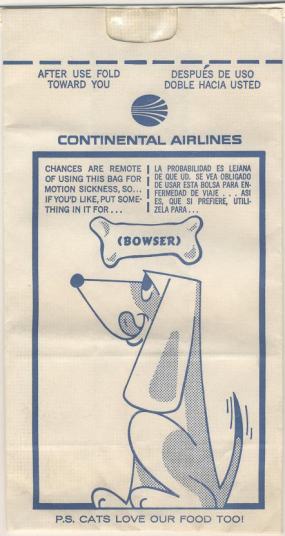 AFTER USE FOLD
TOWARD YOU
DESPUÉS DE USO
DOBLE HACIA USTED
CONTINENTAL AIRLINES
CHANCES ARE REMOTE
OF USING THIS BAG FOR
MOTION SICKNESS, SO...
IF YOU'D LIKE, PUT SOME-
THING IN IT FOR...
LA PROBABILIDAD ES LEJANA
DE QUE UD. SE VEA OBLIGADO
DE USAR ESTA BOLSA PARA EN-
FERMEDAD DE VIAJE . . . ASI
ES, QUE SI PREFIERE, UTILI-
ZELA PARA...
(BOWSER)
P.S. CATS LOVE OUR FOOD TOO!